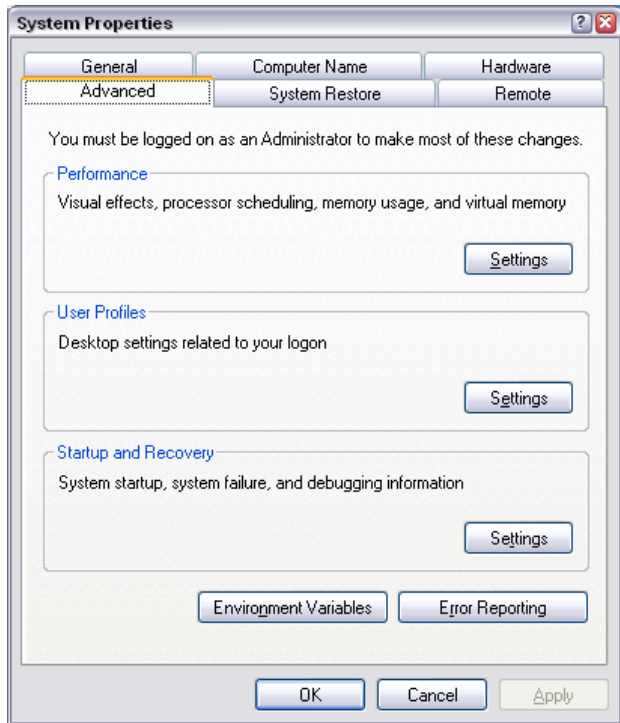 System Properties
General Computer Name Hardware
Advanced System Restore Remote
You must be logged on as an Administrator to make most of these changes.
Performance
Visual effects, processor scheduling, memory usage, and virtual memory
Settings
User Profiles
Desktop settings related to your logon
Settings
Startup and Recovery
System startup, system failure, and debugging information
Settings
Environment Variables Error Reporting
OK Cancel Apply